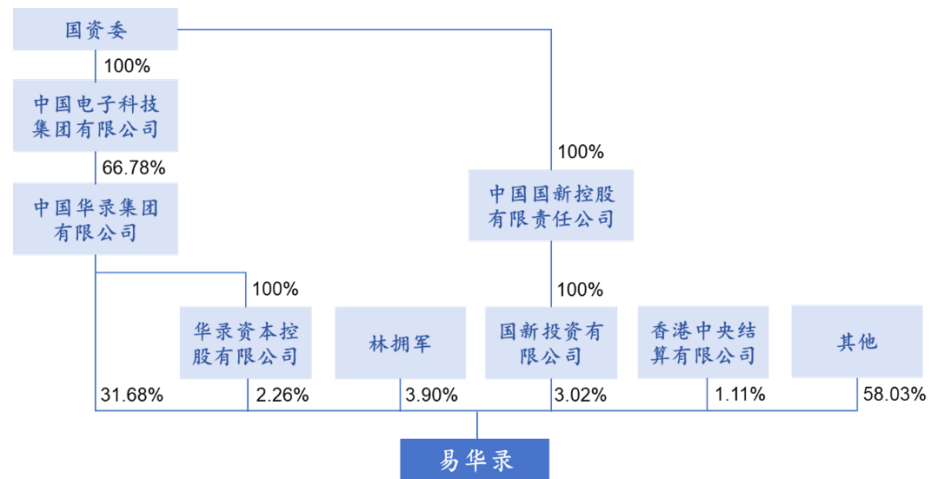 国资委
100%
中国电子科技
集团有限公司
66.78%
100%
中国华录集团
有限公司
中国国新控股
有限责任公司
100%
100%
华录资本控
股有限公司
林拥军
国新投资有
限公司
香港中央结
算有限公司
其他
31.68%
2.26%
3.90%
3.02%
1.11%
58.03%
易华录